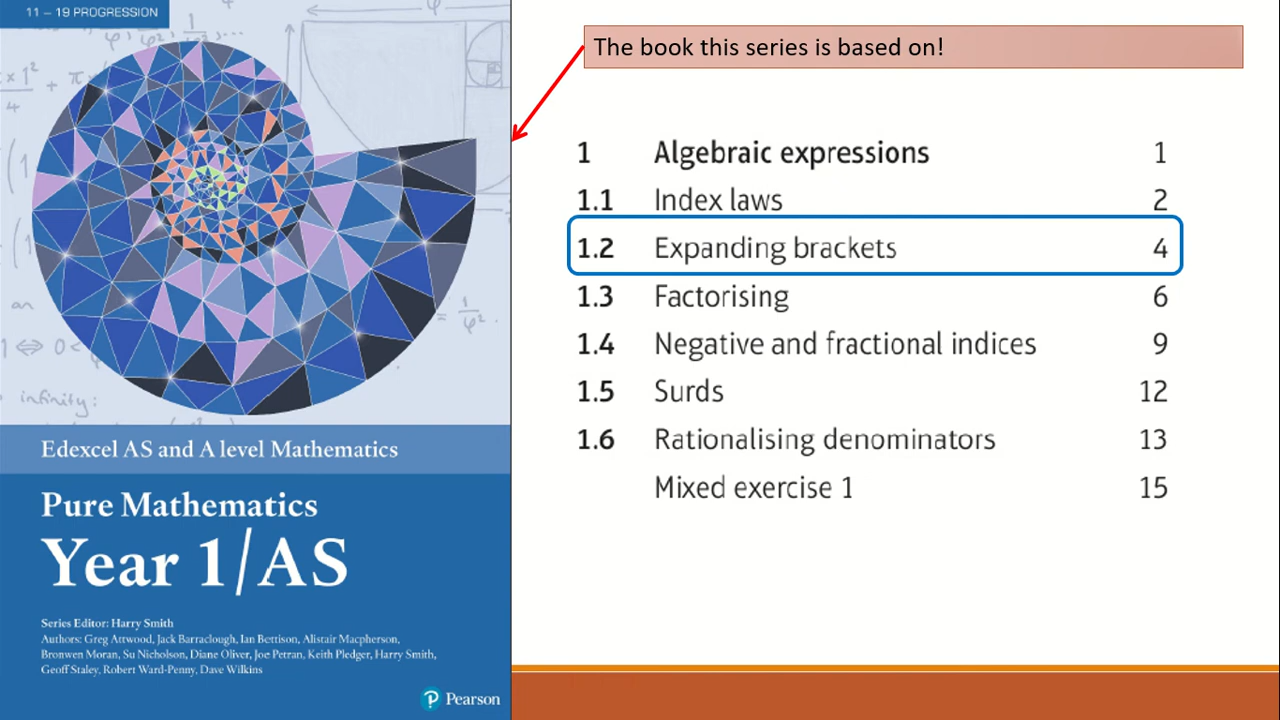 11 – 19 PROGRESSION
Edexcel AS and A level Mathematics
Pure Mathematics
Year 1/AS
Series Editor: Harry Smith
Authors: Greg Attwood, Jack Barraclough, Ian Bettison, Alistair Macpherson,
Bronwen Moran, Su Nicholson, Diane Oliver, Joe Petran, Keith Pledger, Harry Smith,
Geoff Staley, Robert Ward-Penny, Dave Wilkins
Pearson
The book this series is based on!
1 Algebraic expressions 1
1.1 Index laws 2
1.2 Expanding brackets 4
1.3 Factorising 6
1.4 Negative and fractional indices 9
1.5 Surds 12
1.6 Rationalising denominators 13
Mixed exercise 1 15
infinity: